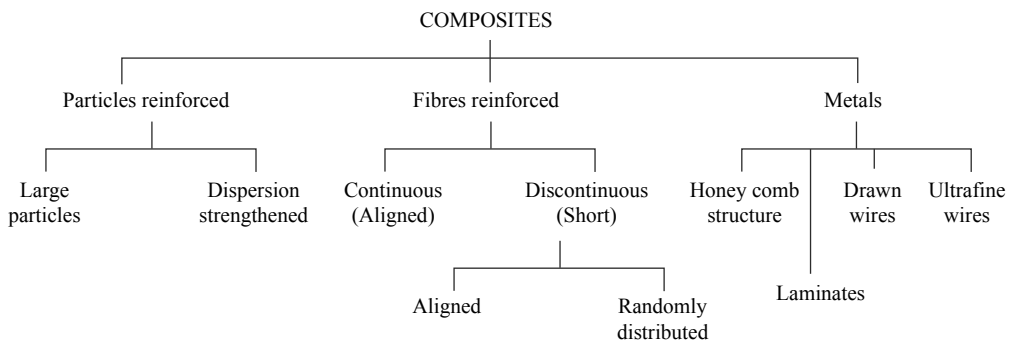 COMPOSITES
Particles reinforced
Fibres reinforced
Metals
Large
particles
Dispersion
strengthened
Continuous
(Aligned)
Discontinuous
(Short)
Honey comb
structure
Drawn
wires
Ultrafine
wires
Aligned
Randomly
distributed
Laminates